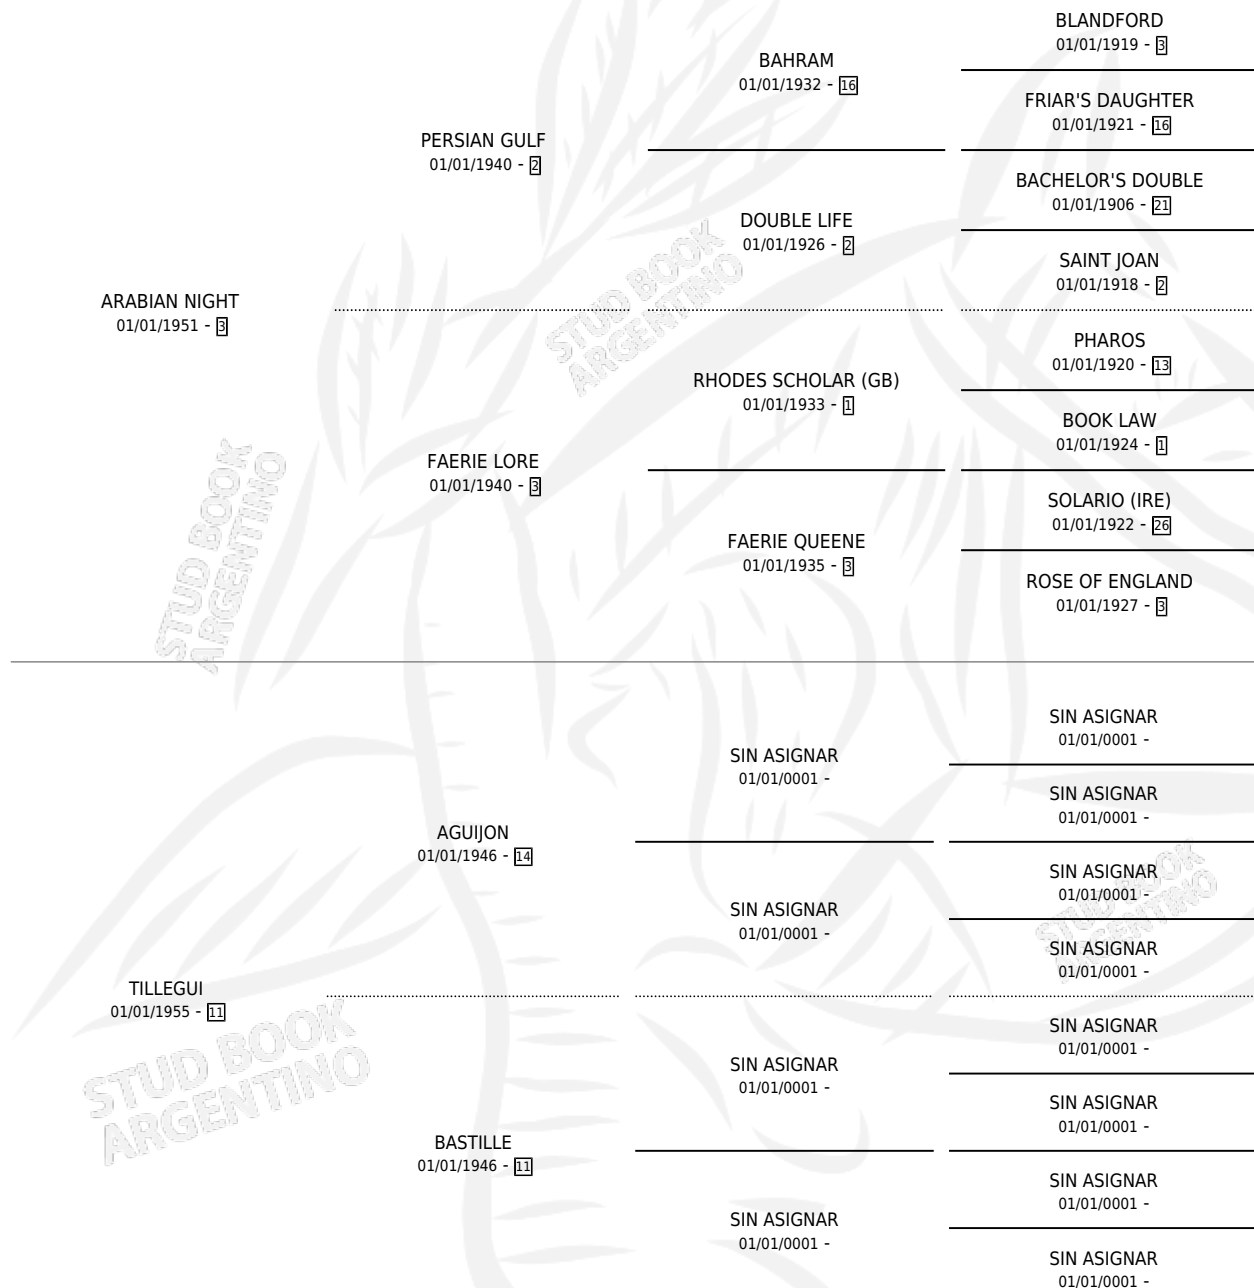 BLANDFORD
01/01/1919 - 3
BAHRAM
01/01/1932 - 16
FRIAR'S DAUGHTER
01/01/1921 - 16
PERSIAN GULF
01/01/1940 - 2
BACHELOR'S DOUBLE
01/01/1906 - 21
DOUBLE LIFE
01/01/1926 - 2
SAINT JOAN
01/01/1918 - 2
STUD BOOK
ARGENTINO
ARABIAN NIGHT
01/01/1951 - 3
PHAROS
01/01/1920 - 13
RHODES SCHOLAR (GB)
01/01/1933 - 1
BOOK LAW
01/01/1924 - 1
FAERIE LORE
01/01/1940 - 3
SOLARIO (IRE)
01/01/1922 - 26
FAERIE QUEENE
01/01/1935 - 3
ROSE OF ENGLAND
01/01/1927 - 3
STUD BOOK
ARGENTINO
SIN ASIGNAR
01/01/0001 -
SIN ASIGNAR
01/01/0001 -
SIN ASIGNAR
01/01/0001 -
AGUIJON
01/01/1946 - 14
SIN ASIGNAR
01/01/0001 -
SIN ASIGNAR
01/01/0001 -
SIN ASIGNAR
01/01/0001 -
STUD BOOK
ARGENTINO
TILLEGUI
01/01/1955 - 11
SIN ASIGNAR
01/01/0001 -
SIN ASIGNAR
01/01/0001 -
SIN ASIGNAR
01/01/0001 -
STUD BOOK
ARGENTINO
BASTILLE
01/01/1946 - 11
SIN ASIGNAR
01/01/0001 -
SIN ASIGNAR
01/01/0001 -
SIN ASIGNAR
01/01/0001 -